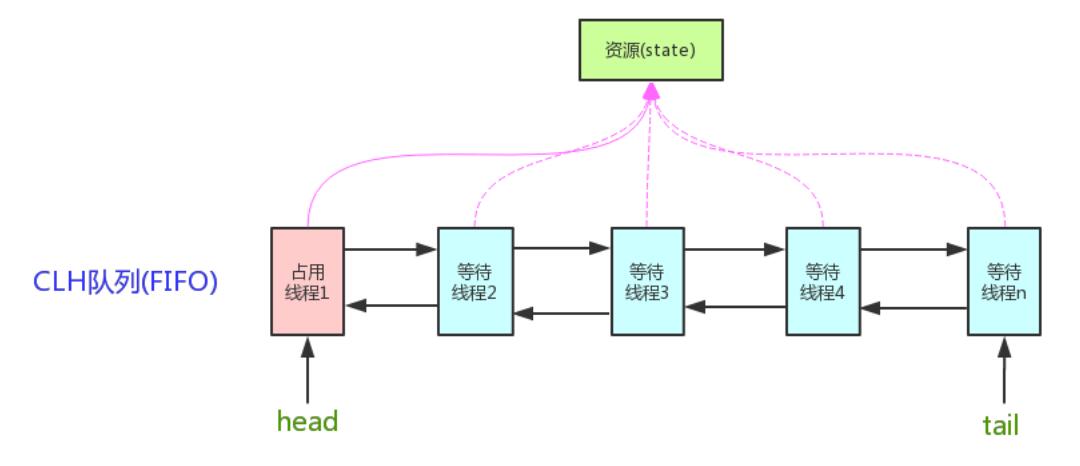 资源(state)
CLH队列(FIFO)
占用
线程1
等待
线程2
等待
线程3
等待
线程4
等待
线程n
head
tail